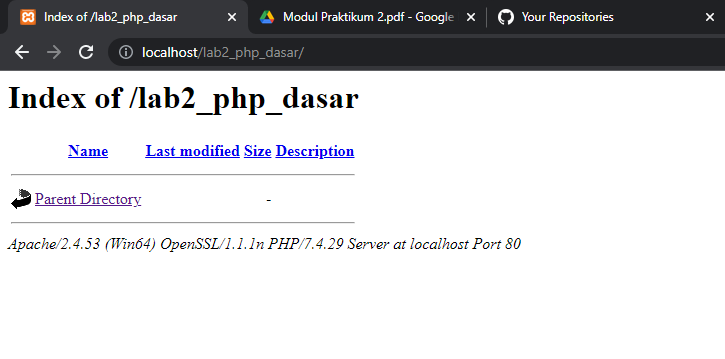 Index of /lab2_php_dasar
Modul Praktikum 2.pdf - Google
Your Repositories
localhost/lab2_php_dasar/
Index of /lab2_php_dasar
Name Last modified Size Description
Parent Directory -
Apache/2.4.53 (Win64) OpenSSL/1.1.1n PHP/7.4.29 Server at localhost Port 80